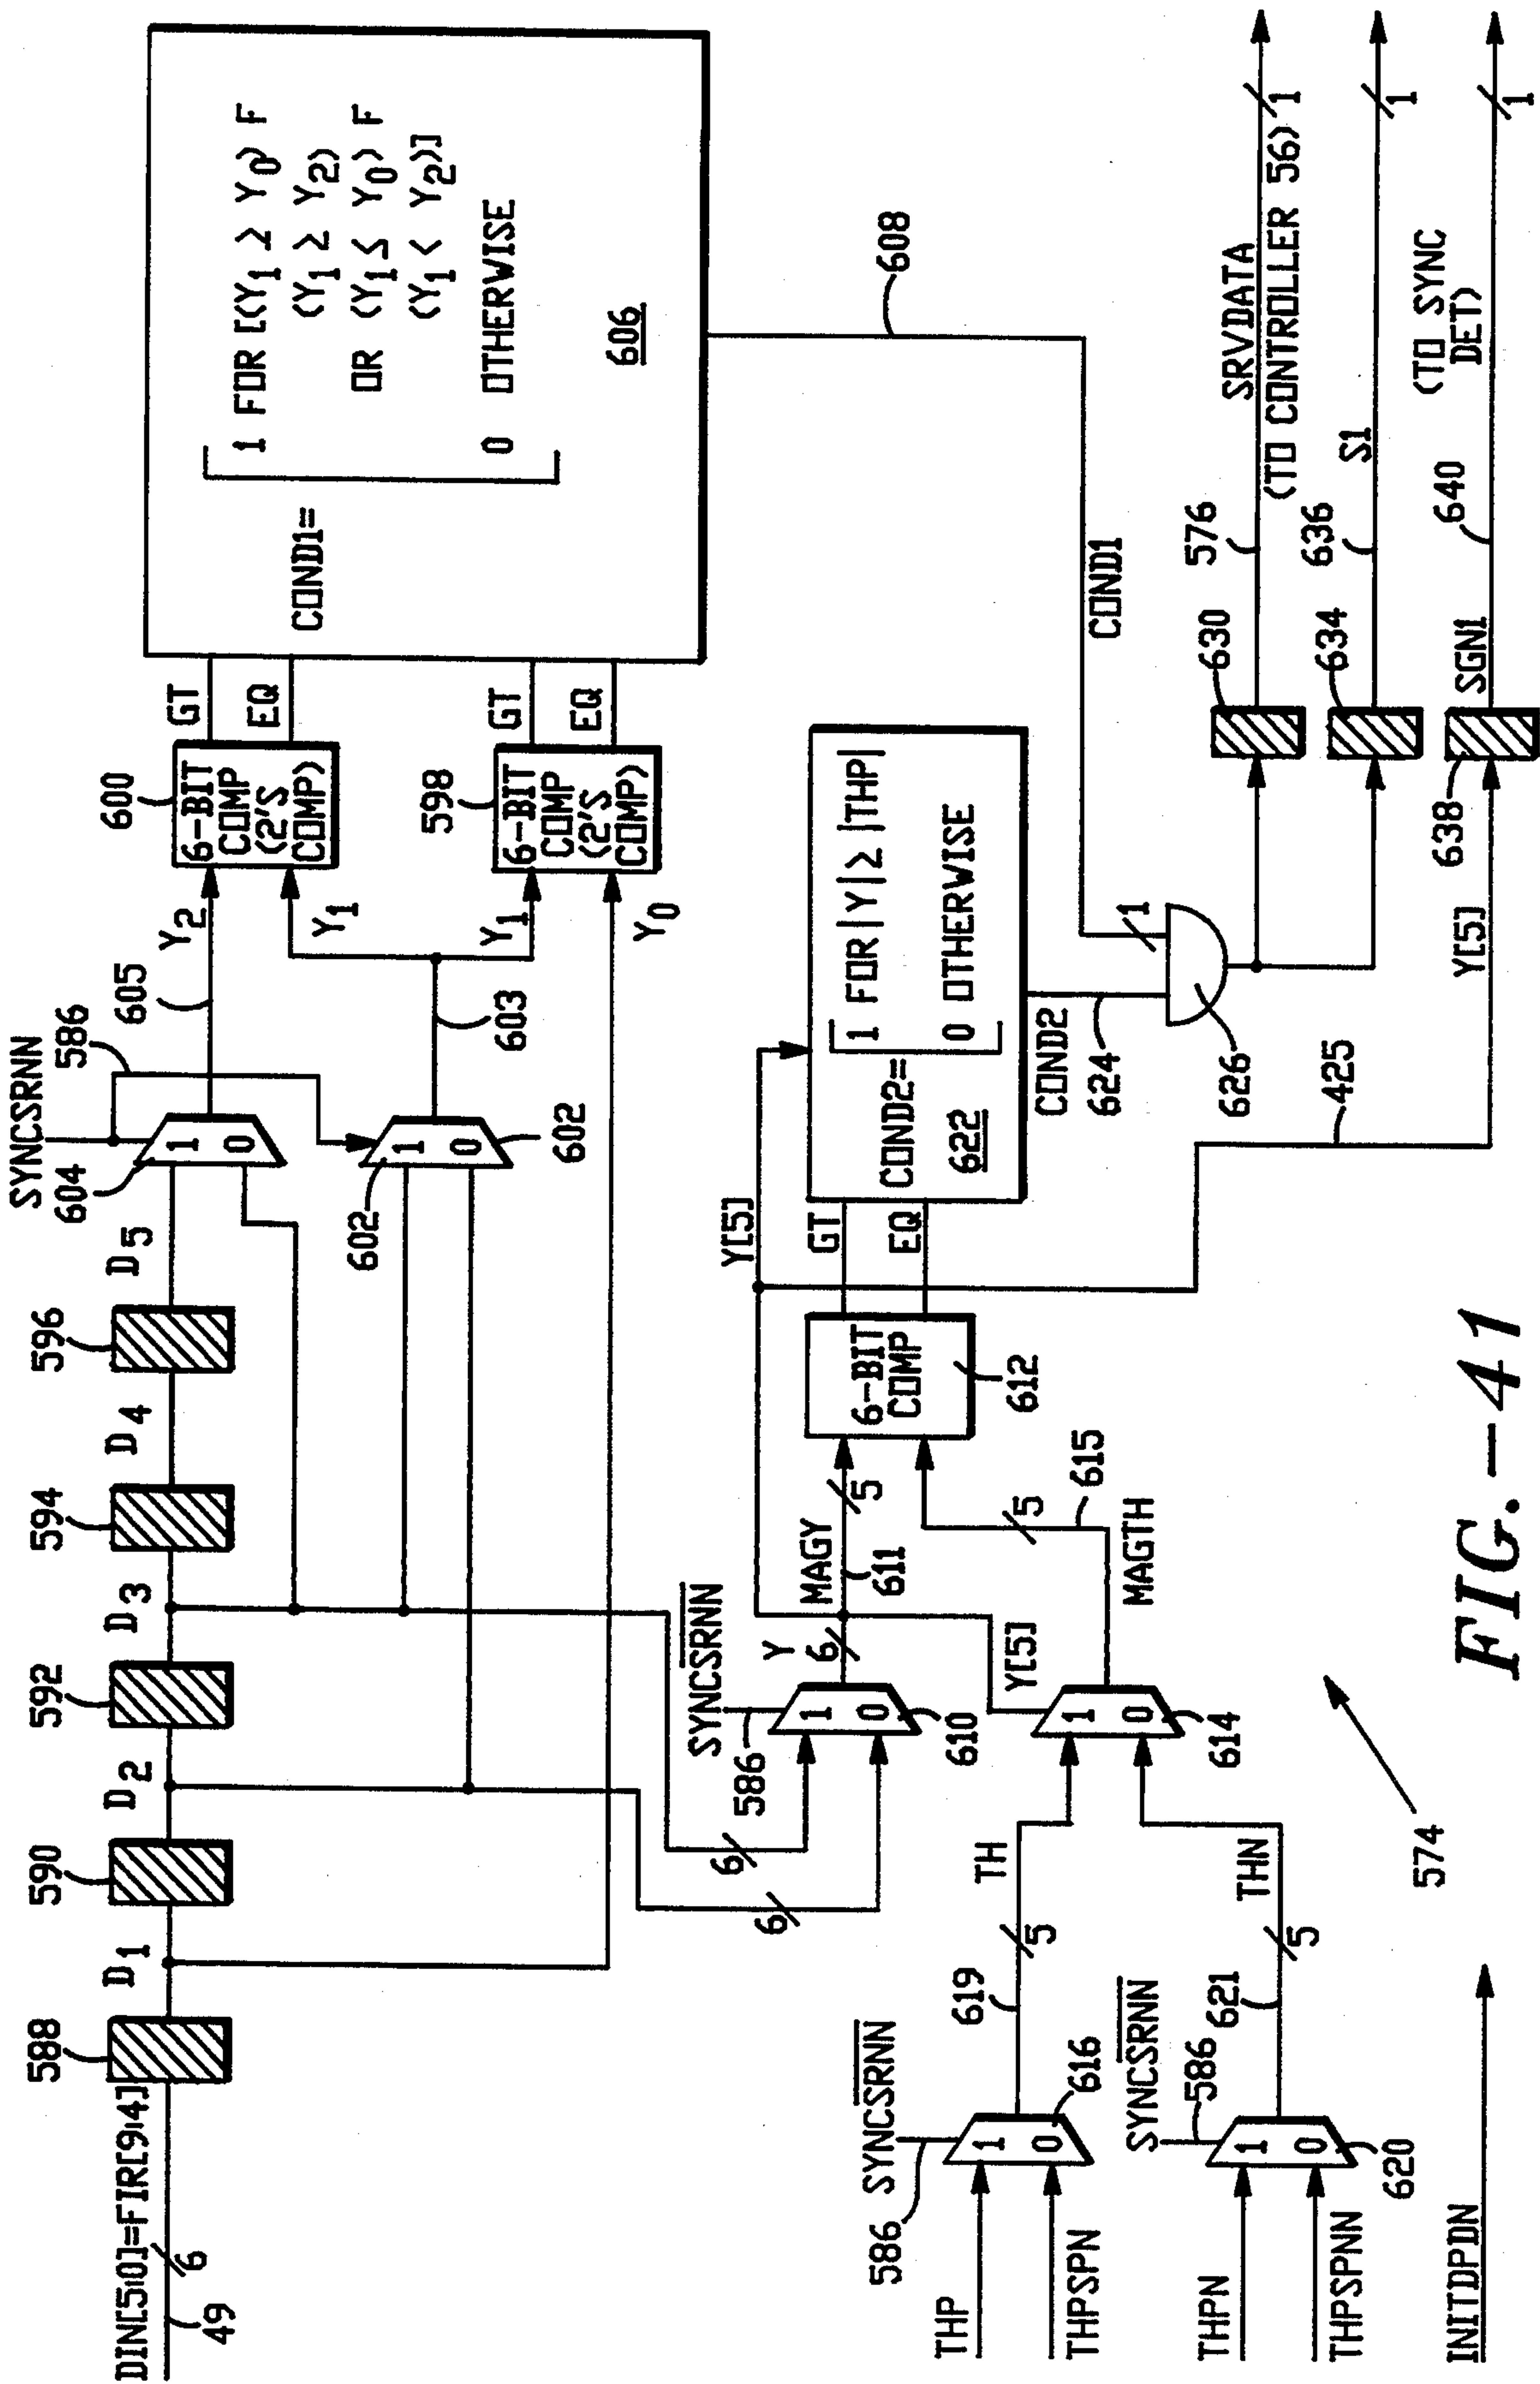 DIN[5:0]=FIR[9:4]
6
49
588
D1
590
D2
592
D3
594
D4
596
D5
SYNCSRNN
604
1
0
586
605
Y2
602
1
0
602
603
Y1
Y1
Y0
600
6-BIT
COMP
(2'S
COMP)
GT
EQ
598
6-BIT
COMP
(2'S
COMP)
GT
EQ
COND1=
1 FOR [(Y1 ≥ Y0) F
(Y1 ≥ Y2)
OR (Y1 ≤ Y0) F
(Y1 < Y2)]
0 OTHERWISE
606
608
COND1
1
6
6
SYNCSRNN
586
1
0
610
Y
6
MAGY
611
5
Y[5]
1
0
614
MAGTH
615
5
6-BIT
COMP
612
GT
EQ
Y[5]
COND2=
1 FOR |Y| ≥ |THP|
0 OTHERWISE
622
COND2
624
626
425
Y[5]
630
576
SRVDATA
(TO CONTROLLER 56)
1
634
636
S1
1
638
SGN1
640
(TO SYNC
DET)
1
THP
THPSPN
586
SYNCSRNN
1
0
616
619
5
TH
THPN
THPSPNN
SYNCSRNN
586
1
0
620
621
5
THN
INITDPDN
574
FIG.-41